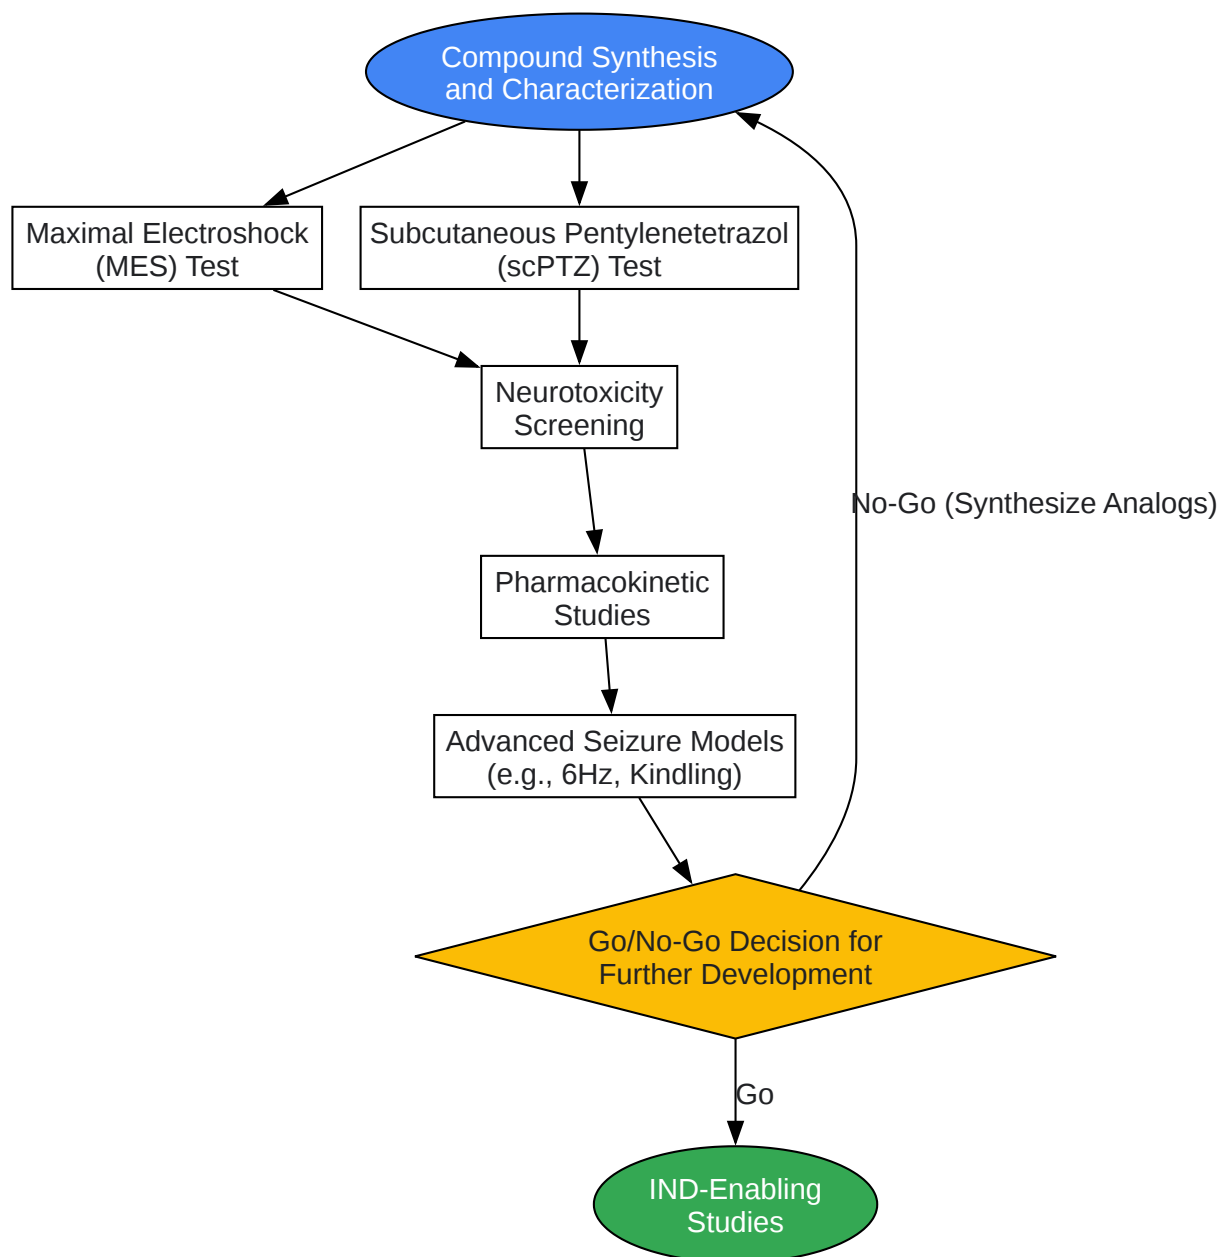 Compound Synthesis
and Characterization
Maximal Electroshock
(MES) Test
Subcutaneous Pentylenetetrazol
(scPTZ) Test
Neurotoxicity
Screening
No-Go (Synthesize Analogs)
Pharmacokinetic
Studies
Advanced Seizure Models
(e.g., 6Hz, Kindling)
Go/No-Go Decision for
Further Development
Go
IND-Enabling
Studies